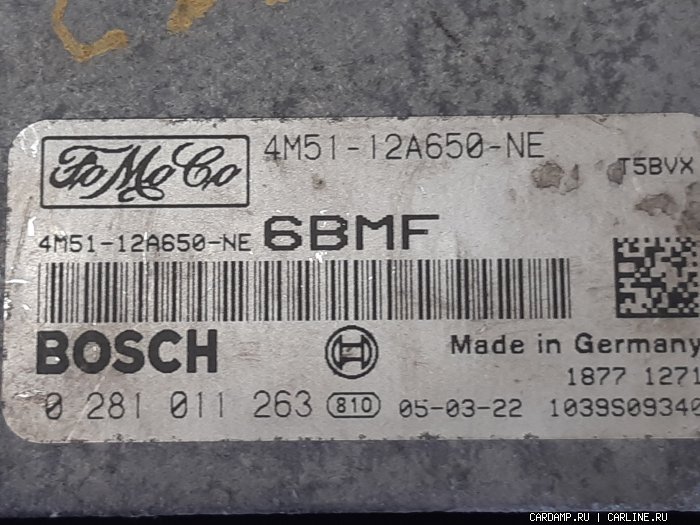 FoMoCo 4M51-12A650-NE
T5BVX
4M51-12A650-NE 6BMF
BOSCH
Made in Germany
1877 1271
0 281 011 263 810 05-03-22 1039S09340
CARDAMP.RU | CARLINE.RU